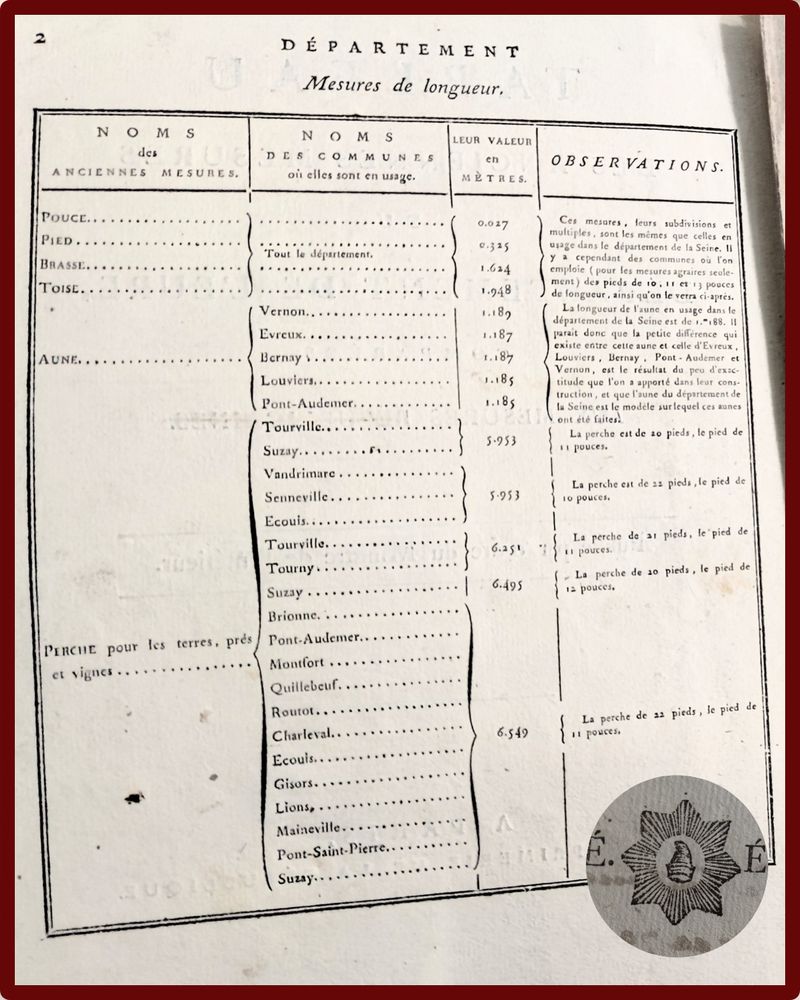 2
DÉPARTEMENT
Mesures de longueur.
NOMS
des
ANCIENNES MESURES.
NOMS
DES COMMUNES
où elles sont en usage.
LEUR VALEUR
en
MÈTRES.
OBSERVATIONS.
POUCE.
PIED
BRASSE.
TOISE.
Tout le département.
0.027
0.325
1.624
1.948
Ces mesures, leurs subdivisions et
multiples, sont les mêmes que celles en
usage dans le département de la Seine. Il
y a cependant des communes où l'on
emploie (pour les mesures agraires seule-
ment) des pieds de 10, 11 et 13 pouces
de longueur, ainsi qu'on le verra ci-après.
AUNE.
Vernon. 1.189
Evreux. 1.187
Bernay 1.187
Louviers. 1.185
Pont-Audemer. 1.185
La longueur de l'aune en usage dans le
département de la Seine est de 1.m188. Il
parait donc que la petite différence qui
existe entre cette aune et celle d'Evreux,
Louviers, Bernay, Pont-Audemer et
Vernon, est le résultat du peu d'exac-
titude que l'on a apporté dans leur cons-
truction, et que l'aune du département de
la Seine est le modèle sur lequel ces aunes
ont été faites.
PERCHE pour les terres, prés
et vignes
Tourville.
Suzay.
5.953
La perche est de 20 pieds, le pied de
11 pouces.
Vandrimare
Senneville
Ecouis.
5.953
La perche est de 22 pieds, le pied de
10 pouces.
Tourville.
Tourny.
6.251
La perche de 21 pieds, le pied de
11 pouces.
Suzay
6.495
La perche de 20 pieds, le pied de
12 pouces.
Brionne.
Pont-Audemer.
Montfort
Quillebeuf.
Routot.
Charleval.
Ecouis.
Gisors.
Lions,
Maineville.
Pont-Saint-Pierre.
Suzay.
6.549
La perche de 22 pieds, le pied de
11 pouces.
É. É